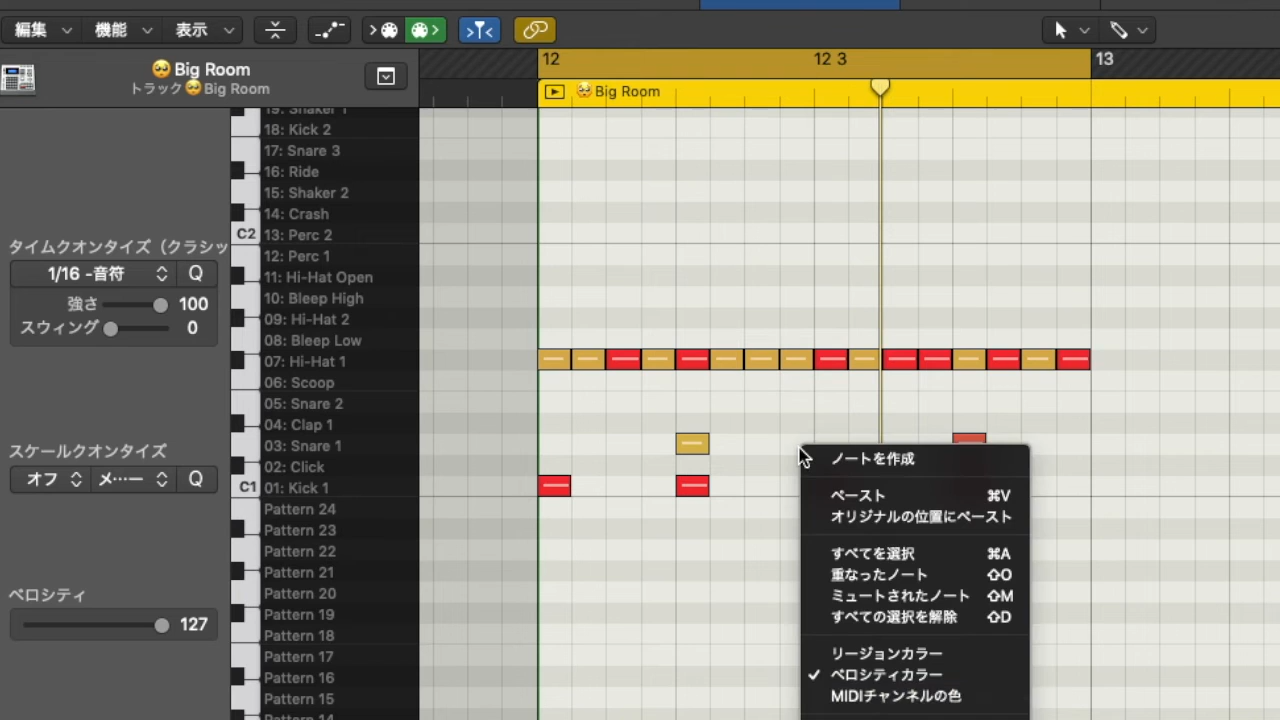 編集 機能 表示
🥺 Big Room
トラック🥺Big Room
12 12 3 13
🥺Big Room
19: Shaker 1
18: Kick 2
17: Snare 3
16: Ride
15: Shaker 2
14: Crash
C2 13: Perc 2
12: Perc 1
11: Hi-Hat Open
10: Bleep High
09: Hi-Hat 2
08: Bleep Low
07: Hi-Hat 1
06: Scoop
05: Snare 2
04: Clap 1
03: Snare 1
02: Click
C1 01: Kick 1
Pattern 24
Pattern 23
Pattern 22
Pattern 21
Pattern 20
Pattern 19
Pattern 18
Pattern 17
Pattern 16
Pattern 15
Pattern 14
タイムクオンタイズ（クラシッ
1/16 -音符 Q
強さ 100
スウィング 0
スケールクオンタイズ
オフ メ…ー Q
ベロシティ
127
ノートを作成
ペースト ⌘V
オリジナルの位置にペースト
すべてを選択 ⌘A
重なったノート ⇧O
ミュートされたノート ⇧M
すべての選択を解除 ⇧D
リージョンカラー
✓ ベロシティカラー
MIDIチャンネルの色